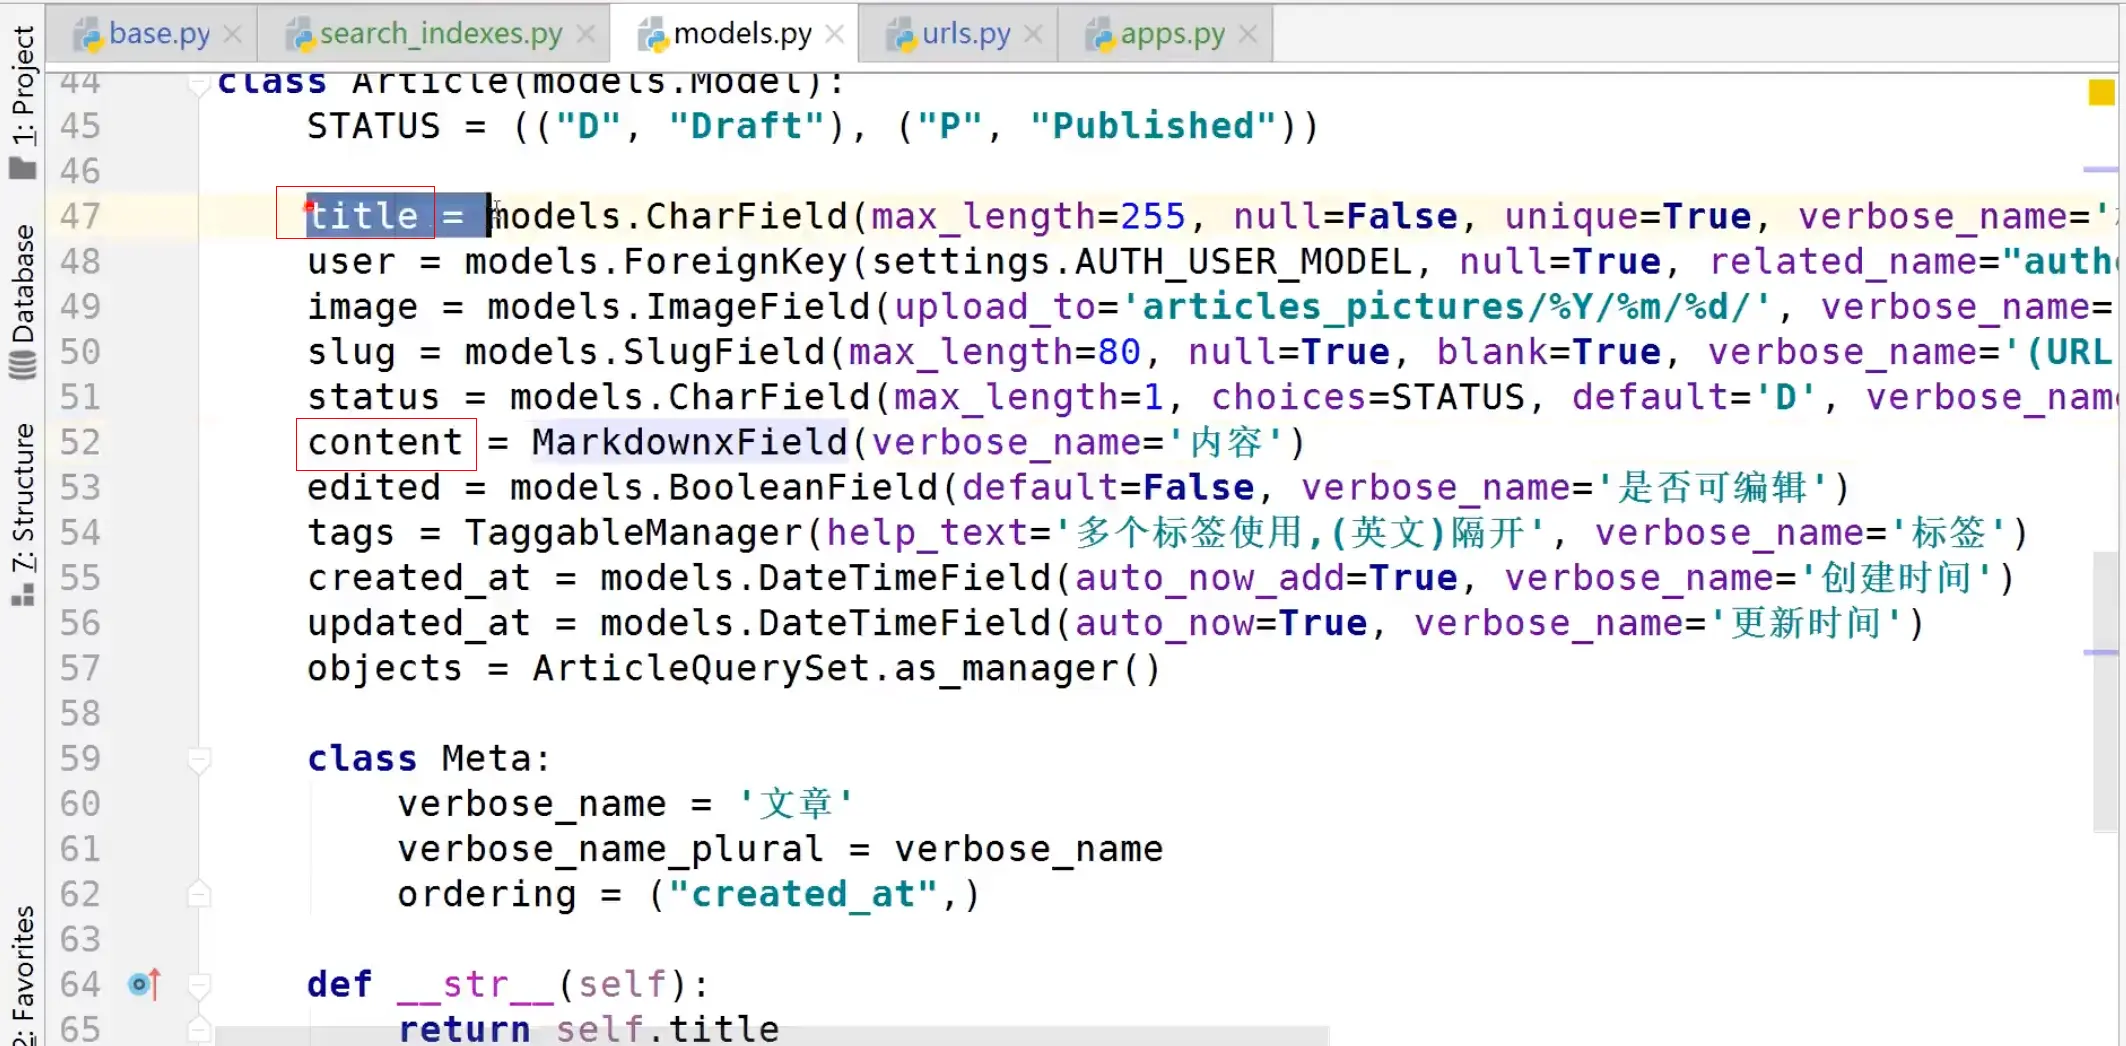 base.py search_indexes.py models.py urls.py apps.py
1: Project
Database
7: Structure
2: Favorites
44 class Article(models.Model):
45 STATUS = (("D", "Draft"), ("P", "Published"))
46
47 title = models.CharField(max_length=255, null=False, unique=True, verbose_name='
48 user = models.ForeignKey(settings.AUTH_USER_MODEL, null=True, related_name="auth
49 image = models.ImageField(upload_to='articles_pictures/%Y/%m/%d/', verbose_name=
50 slug = models.SlugField(max_length=80, null=True, blank=True, verbose_name='(URL
51 status = models.CharField(max_length=1, choices=STATUS, default='D', verbose_nam
52 content = MarkdownxField(verbose_name='内容')
53 edited = models.BooleanField(default=False, verbose_name='是否可编辑')
54 tags = TaggableManager(help_text='多个标签使用,(英文)隔开', verbose_name='标签')
55 created_at = models.DateTimeField(auto_now_add=True, verbose_name='创建时间')
56 updated_at = models.DateTimeField(auto_now=True, verbose_name='更新时间')
57 objects = ArticleQuerySet.as_manager()
58
59 class Meta:
60 verbose_name = '文章'
61 verbose_name_plural = verbose_name
62 ordering = ("created_at",)
63
64 def __str__(self):
65 return self.title